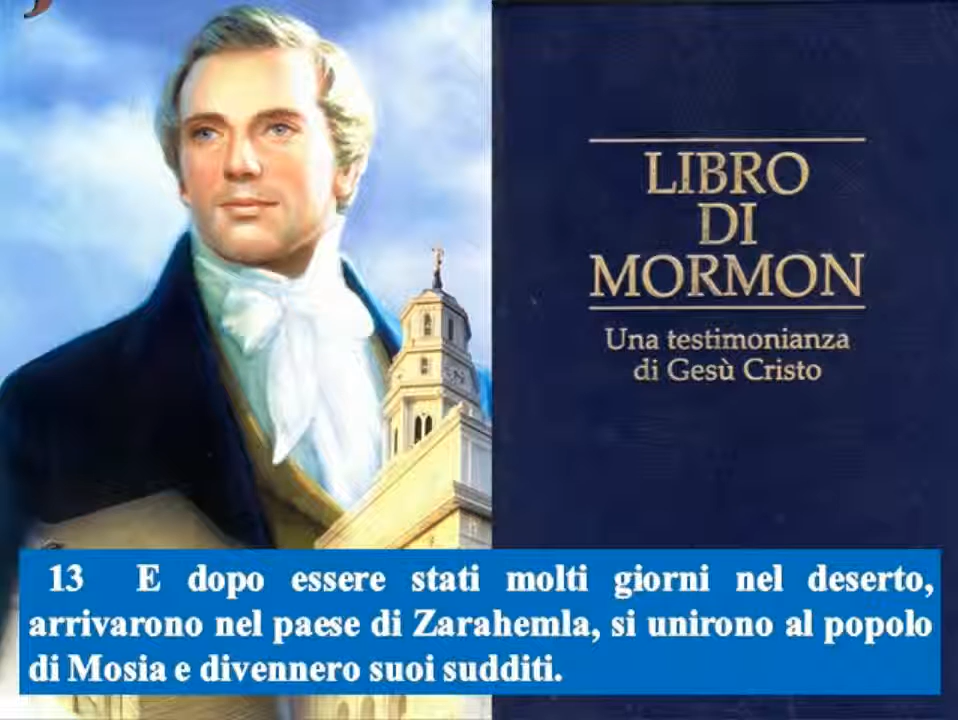 LIBRO
DI
MORMON
Una testimonianza
di Gesù Cristo
13 E dopo essere stati molti giorni nel deserto,
arrivarono nel paese di Zarahemla, si unirono al popolo
di Mosia e divennero suoi sudditi.